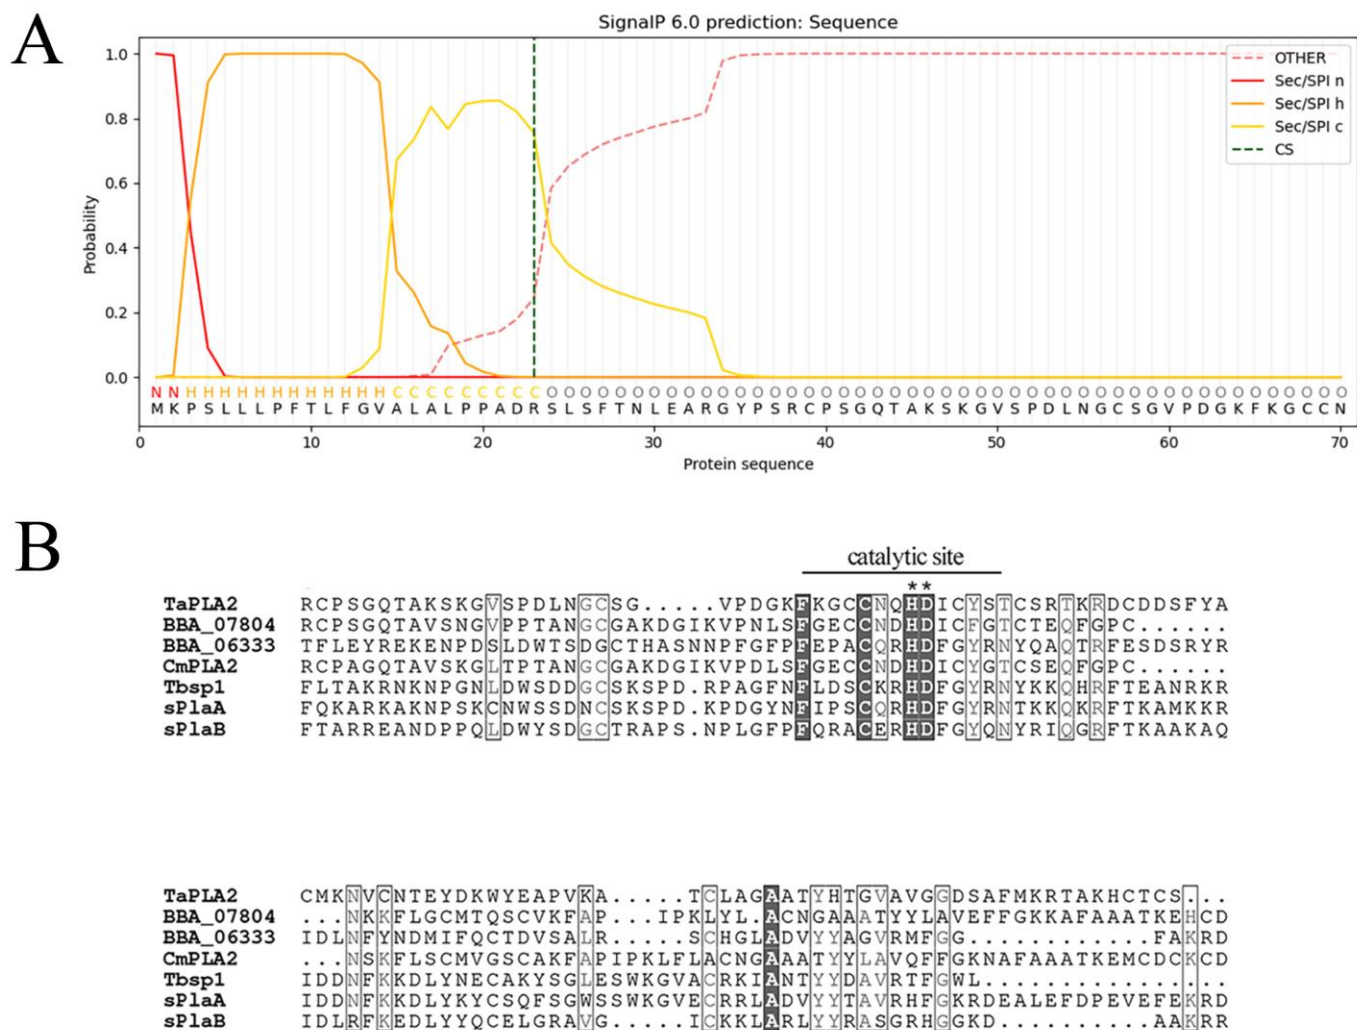 A
SignalP 6.0 prediction: Sequence
Probability
1.0
0.8
0.6
0.4
0.2
0.0
OTHER
Sec/SPI n
Sec/SPI h
Sec/SPI c
CS
N N H H H H H H H H H H H H C C C C C C C C C O O O O O O O O O O O O O O O O O O O O O O O O O O O O O O O O O O O O O O O O O O O O O O O
M K P S L L L P F T L F G V A L A L P P A D R S L S F T N L E A R G Y P S R C P S G Q T A K S K G V S P D L N G C S G V P D G K F K G C C N
0 10 20 30 40 50 60 70
Protein sequence
B
catalytic site
**
TaPLA2 RCPSGQTAKSKGVSPDLNGCSG.....VPDGKFKGCCNQHDICYSTCSRTKRDCDDSFYA
BBA_07804 RCPSGQTAVSNGVPPTANGCGAKDGIKVPNLSFGECCNDHDICFGTCTEQFGPC......
BBA_06333 TFLEYREKENPDSLDWTSDGCTHASNNPFGFPFEPACQRHDFGYRNYQAQTRFESDSRYR
CmPLA2 RCPAGQTAVSKGLTPTANGCGAKDGIKVPDLSFGECCNDHDICYGTCSEQFGPC......
Tbsp1 FLTAKRNKNPGNLDWSDDGCSKSPD.RPAGFNFLDSCKRHDFGYRNYKKQHRFTEANRKR
sPlaA FQKARKAKNPSKCNWSSDNCSKSPD.KPDGYNFIPSCQRHDFGYRNTKKQKRFTKAMKKR
sPlaB FTARREANDPPQLDWYSDGCTRAPS.NPLGFPFQRACERHDFGYQNYRIQGRFTKAAKAQ
TaPLA2 CMKNVCNTEYDKWYEAPVKA.....TCLAGAATYHTGVAVGGDSAFMKRTAKHCTCS...
BBA_07804 ...NKKFLGCMTQSCVKFAP...IPKLYL.ACNGAAATYYLAVEFFGKKAFAAATKEHCD
BBA_06333 IDLNFYNDMIFQCTDVSALR.....SCHGLADVYYAGVRMFGG............FAKRD
CmPLA2 ...NSKFLSCMVGSCAKFAPIPKLFLACNGAAATYYLAVQFFGKNAFAAATKEMCDCKCD
Tbsp1 IDDNFKKDLYNECAKYSGLESWKGVACRKIANTYYDAVRTFGWL................
sPlaA IDDNFKKDLYKYCSQFSGWSSWKGVECRRLADVYYTAVRHFGKRDEALEFDPEVEFEKRD
sPlaB IDLRFKEDLYYQCELGRAVG.....ICKKLARLYYRASGRHGGKD..........AAKRR